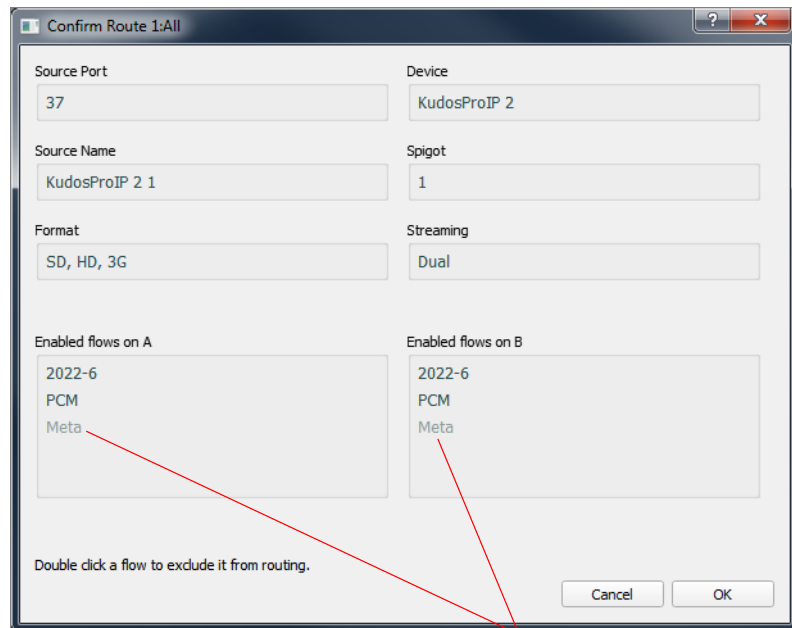 Confirm Route 1:All
?
X
Source Port
Device
37
KudosProIP 2
Source Name
Spigot
KudosProIP 2 1
1
Format
Streaming
SD, HD, 3G
Dual
Enabled flows on A
Enabled flows on B
2022-6
2022-6
PCM
PCM
Meta
Meta
Double click a flow to exclude it from routing.
Cancel
OK